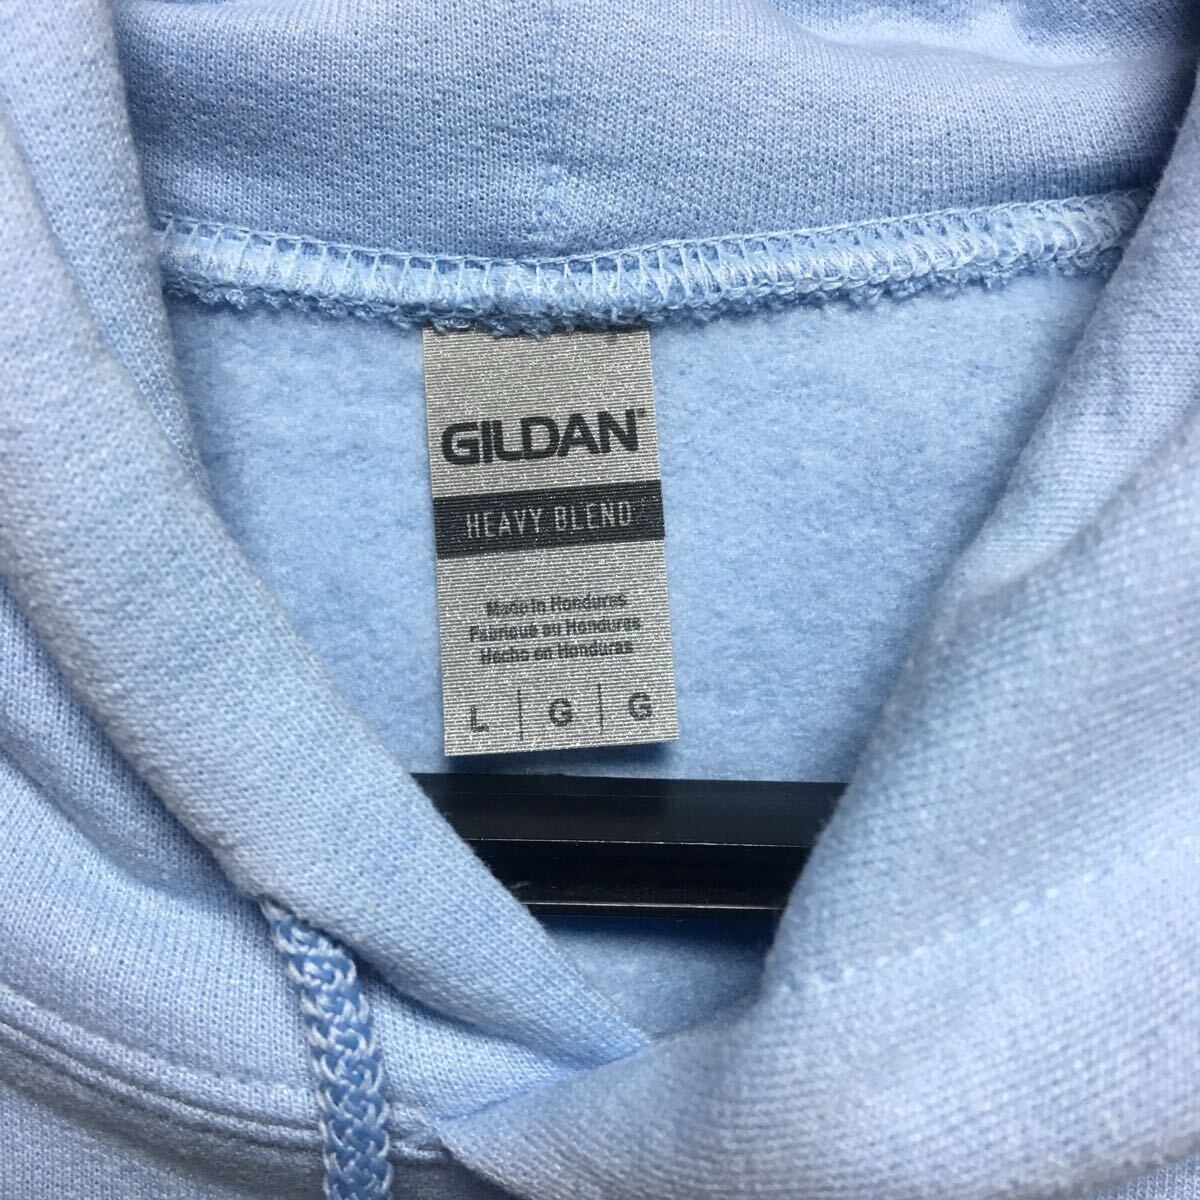 GILDAN
HEAVY BLEND
Made in Honduras
Fabriqué au Honduras
Hecho en Honduras
L | G | G